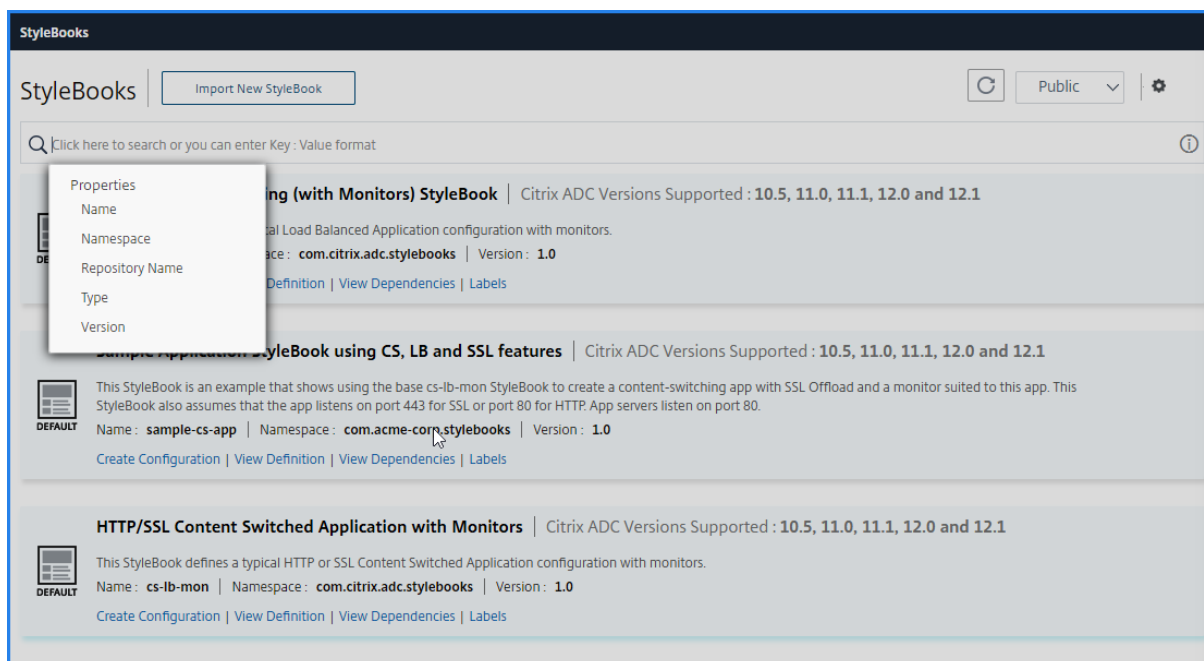 StyleBooks
StyleBooks Import New StyleBook Public
Click here to search or you can enter Key : Value format
Properties
Name
Namespace
Repository Name
Type
Version
ing (with Monitors) StyleBook | Citrix ADC Versions Supported : 10.5, 11.0, 11.1, 12.0 and 12.1
al Load Balanced Application configuration with monitors.
ace : com.citrix.adc.stylebooks | Version : 1.0
Definition | View Dependencies | Labels
Sample Application StyleBook using CS, LB and SSL features | Citrix ADC Versions Supported : 10.5, 11.0, 11.1, 12.0 and 12.1
This StyleBook is an example that shows using the base cs-lb-mon StyleBook to create a content-switching app with SSL Offload and a monitor suited to this app. This
StyleBook also assumes that the app listens on port 443 for SSL or port 80 for HTTP. App servers listen on port 80.
DEFAULT
Name : sample-cs-app | Namespace : com.acme-corp.stylebooks | Version : 1.0
Create Configuration | View Definition | View Dependencies | Labels
HTTP/SSL Content Switched Application with Monitors | Citrix ADC Versions Supported : 10.5, 11.0, 11.1, 12.0 and 12.1
This StyleBook defines a typical HTTP or SSL Content Switched Application configuration with monitors.
DEFAULT
Name : cs-lb-mon | Namespace : com.citrix.adc.stylebooks | Version : 1.0
Create Configuration | View Definition | View Dependencies | Labels